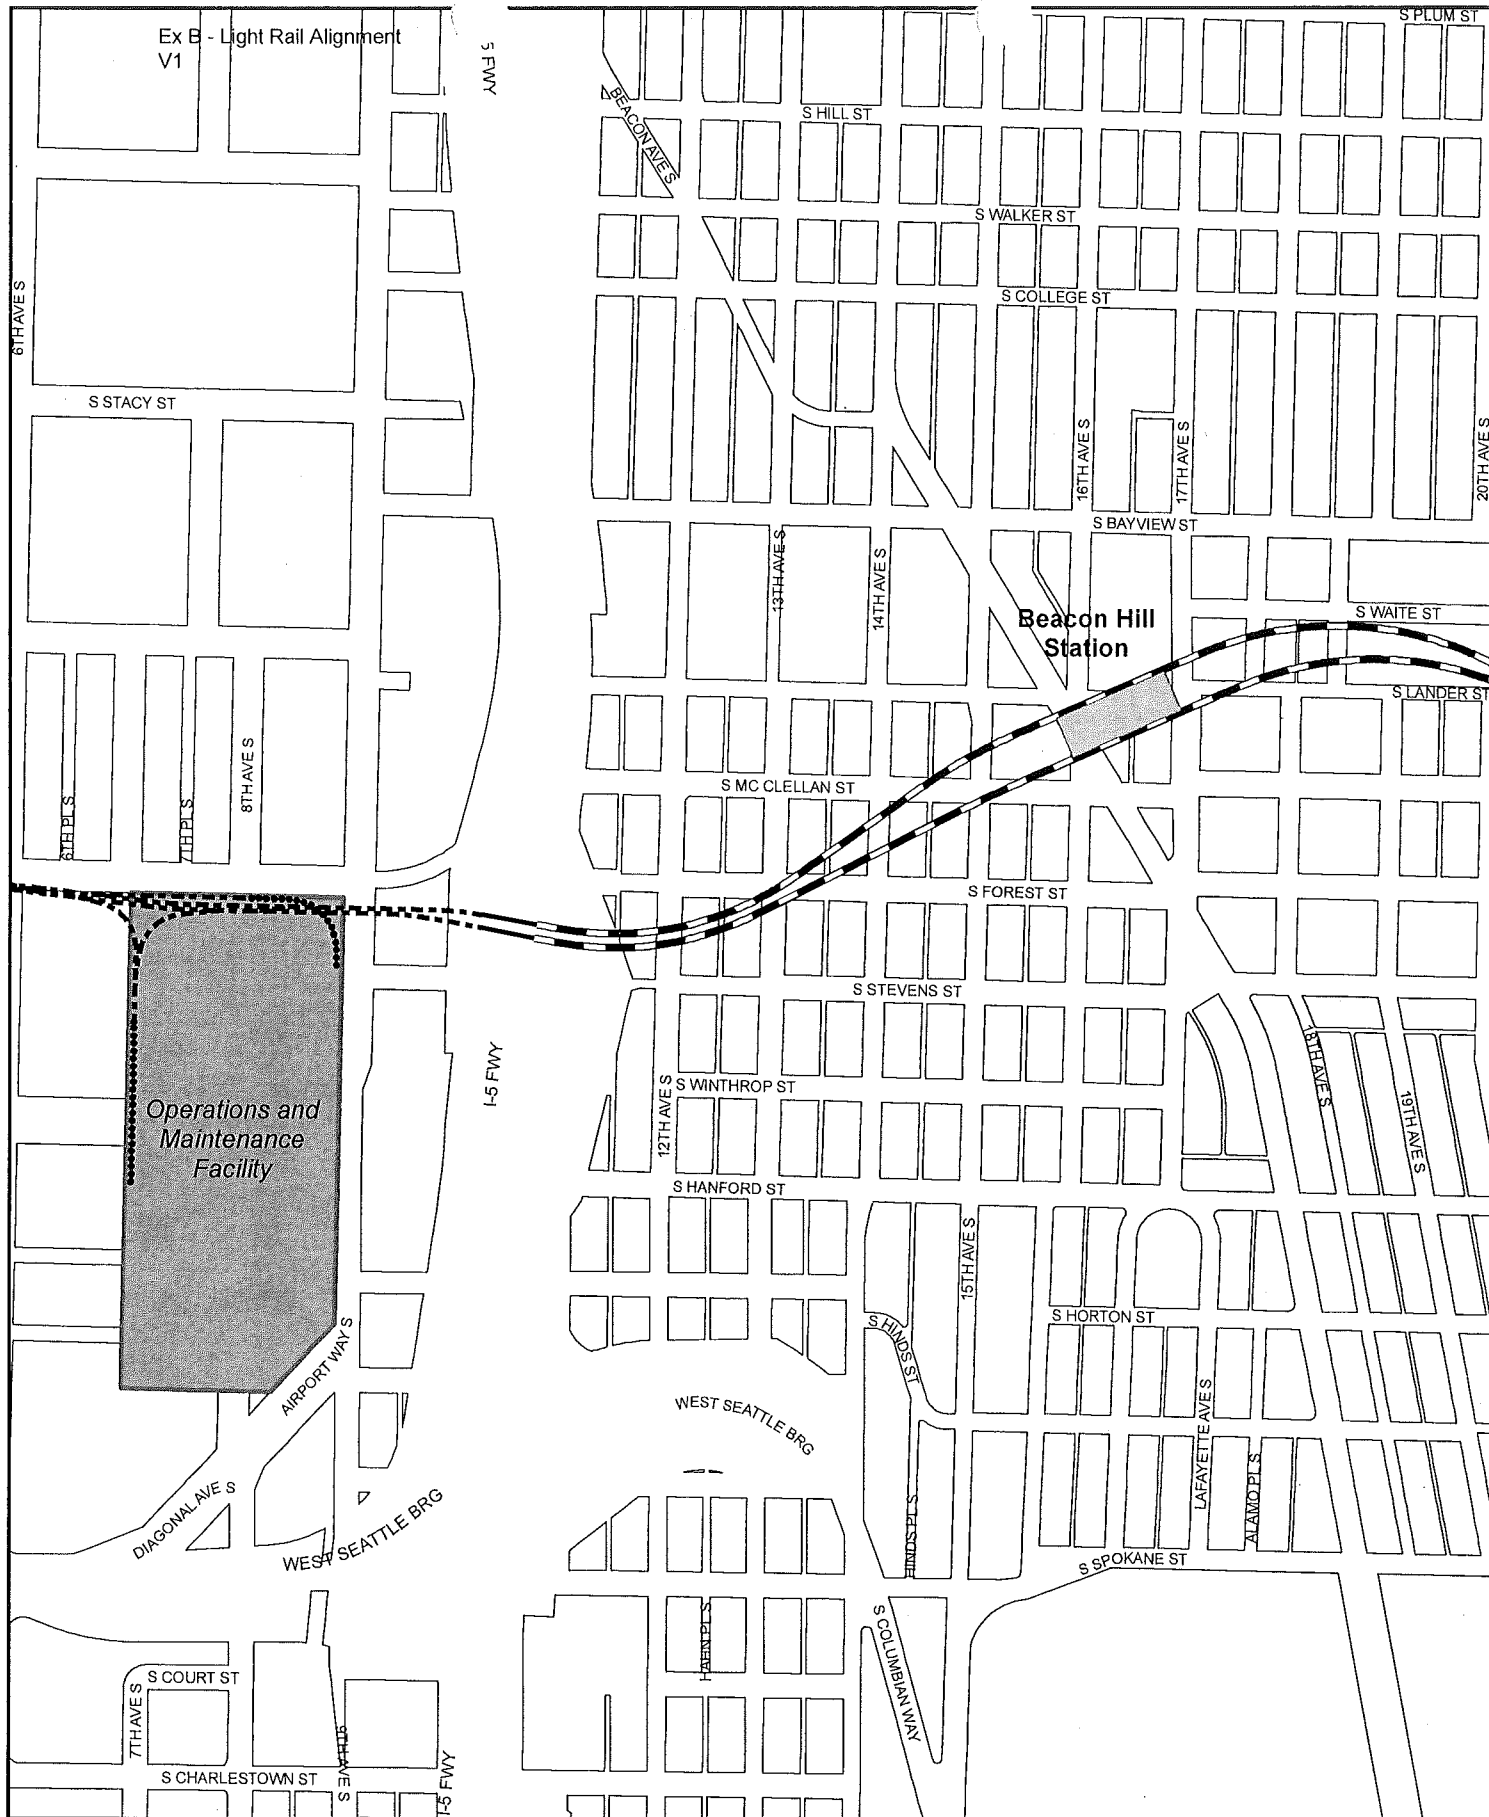 S PLUM ST
Ex B - Light Rail Alignment
V1
5 FWY
BEACON AVE S
S HILL ST
S WALKER ST
S COLLEGE ST
6TH AVE S
S STACY ST
16TH AVE S
17TH AVE S
20TH AVE S
S BAYVIEW ST
13TH AVE S
14TH AVE S
Beacon Hill
Station
S WAITE ST
S LANDER ST
8TH AVE S
6TH PL S
7TH PL S
S MC CLELLAN ST
S FOREST ST
S STEVENS ST
I-5 FWY
12TH AVE S
S WINTHROP ST
18TH AVE S
19TH AVE S
Operations and
Maintenance
Facility
S HANFORD ST
15TH AVE S
S HORTON ST
S HINDS ST
AIRPORT WAY S
WEST SEATTLE BRG
LAFAYETTE AVE S
ALAMO PL S
DIAGONAL AVE S
WEST SEATTLE BRG
HINDS PL S
S SPOKANE ST
HAHN PL S
S COLUMBIAN WAY
S COURT ST
7TH AVE S
9TH AVE S
I-5 FWY
S CHARLESTOWN ST